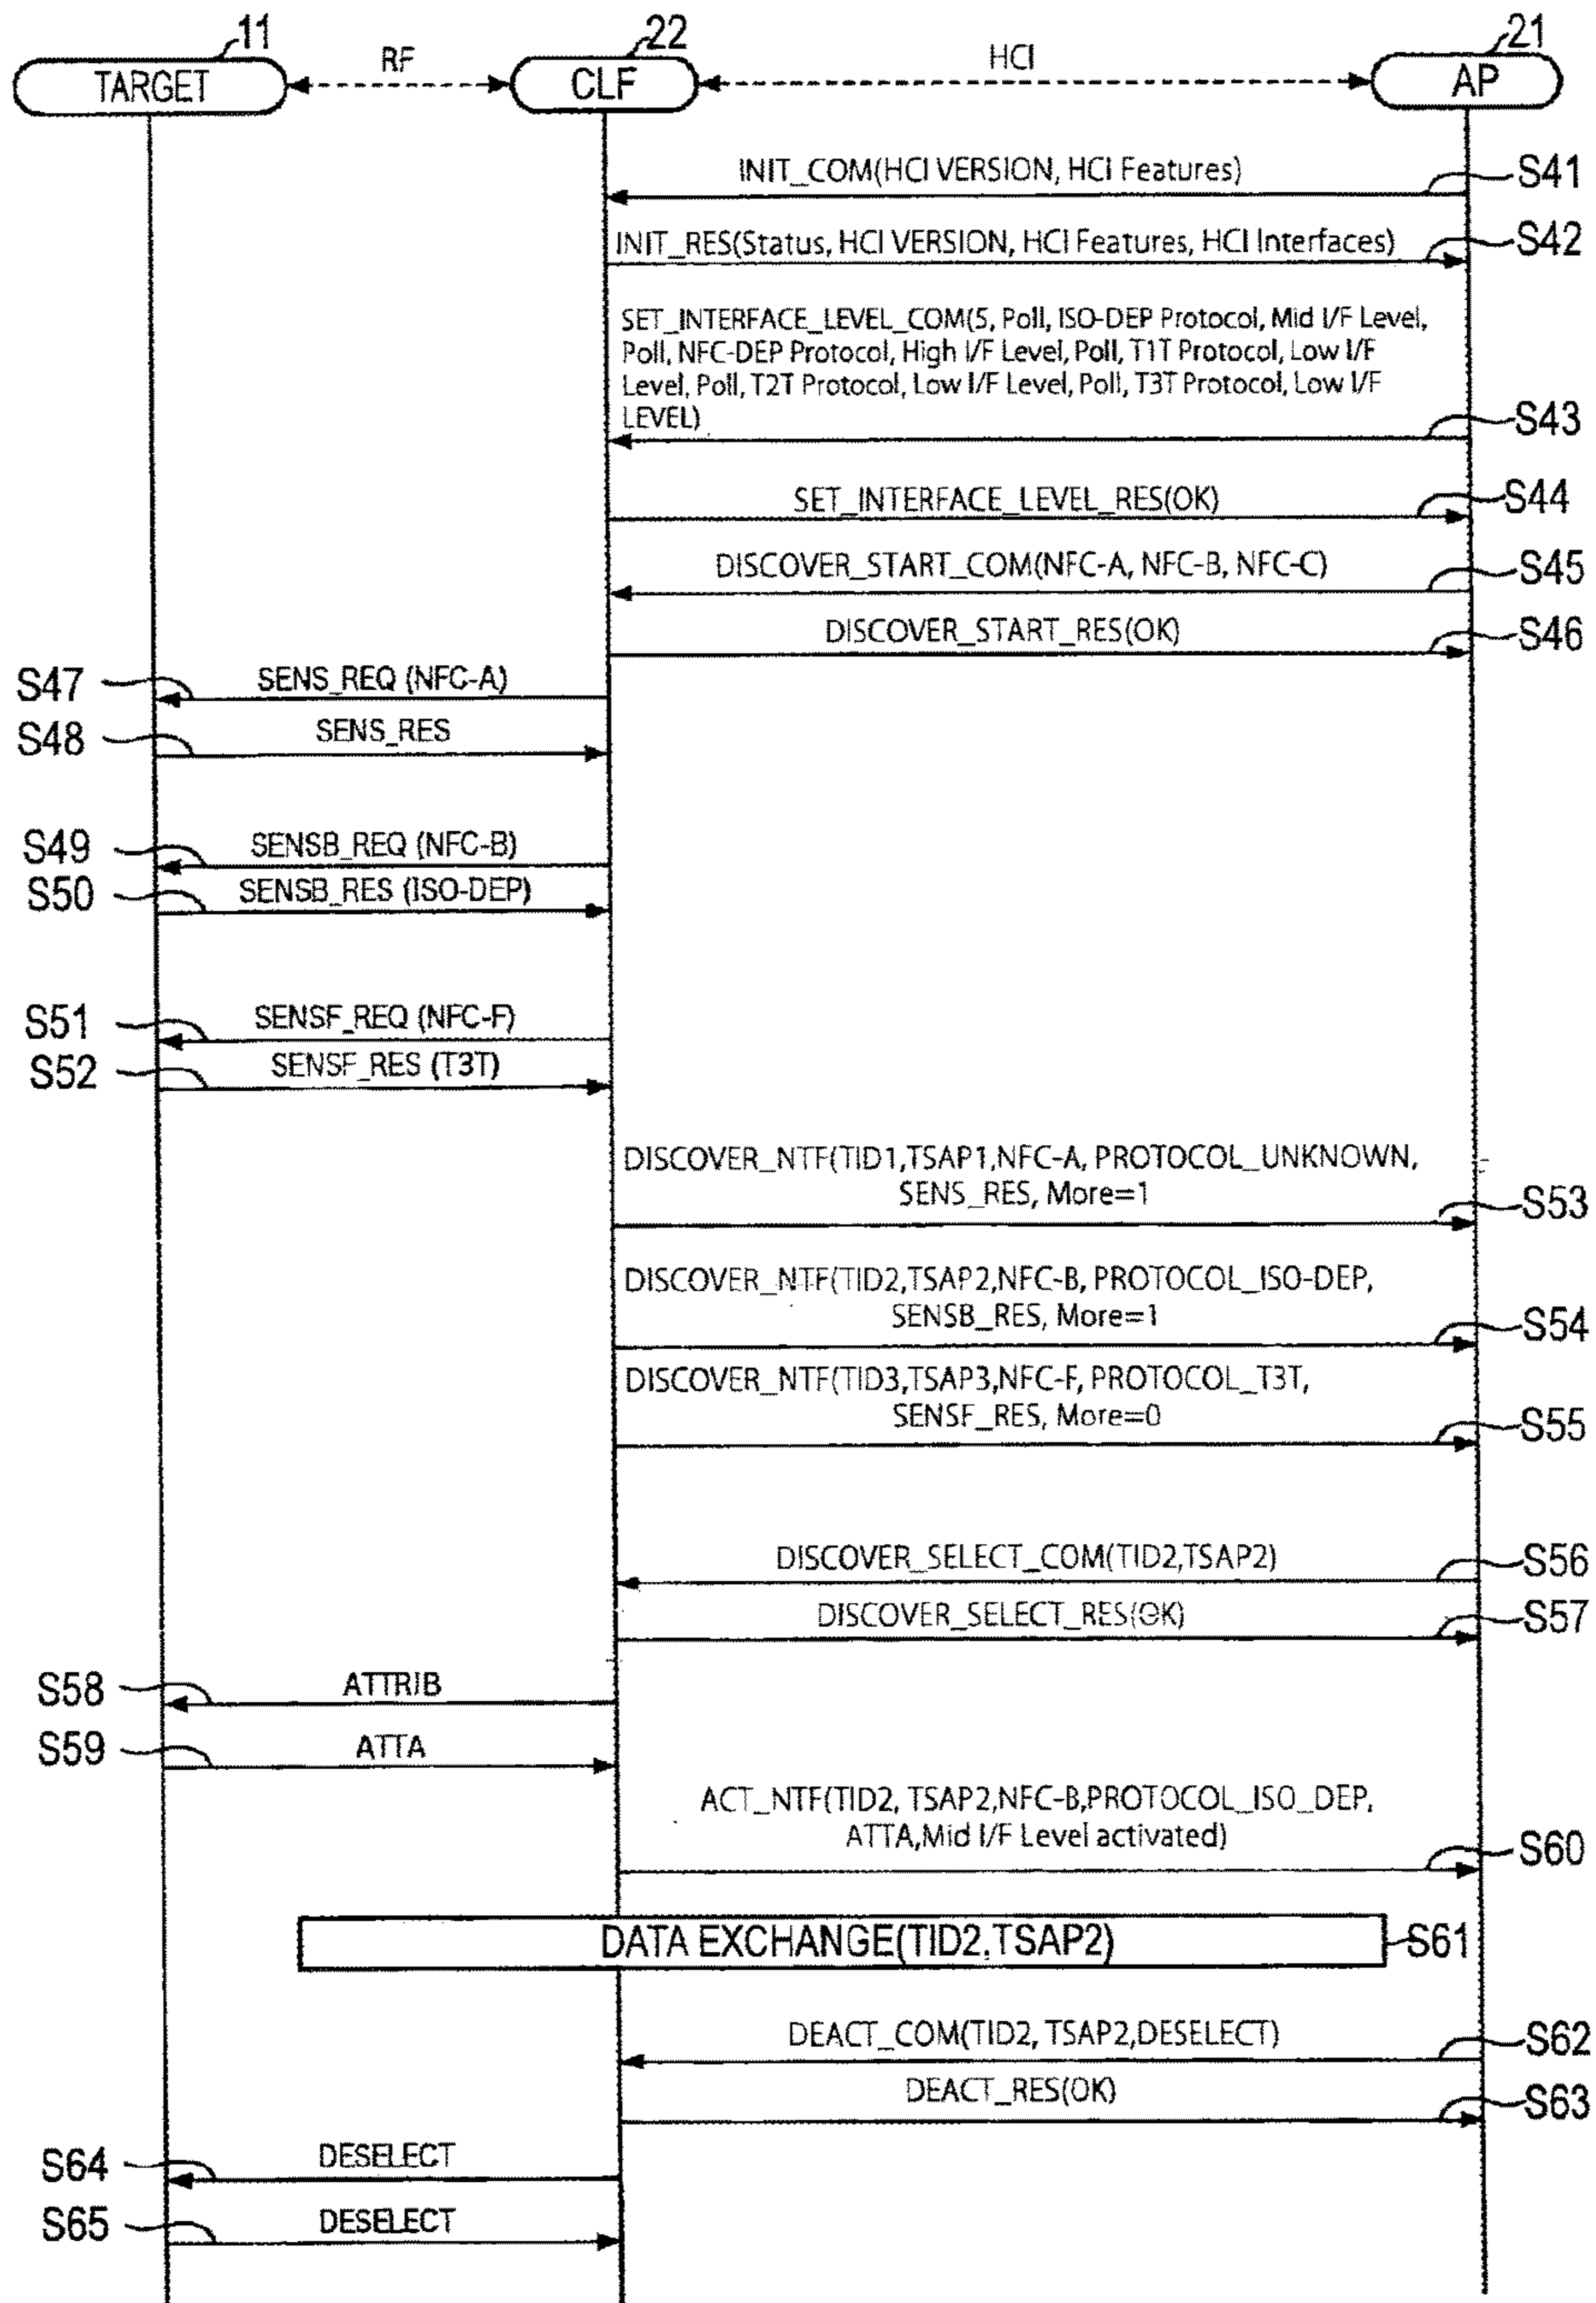 11
RF
22
HCI
21
TARGET
CLF
AP
INIT_COM(HCI VERSION, HCI Features)
S41
INIT_RES(Status, HCI VERSION, HCI Features, HCI Interfaces)
S42
SET_INTERFACE_LEVEL_COM(5, Poll, ISO-DEP Protocol, Mid I/F Level,
Poll, NFC-DEP Protocol, High I/F Level, Poll, T1T Protocol, Low I/F
Level, Poll, T2T Protocol, Low I/F Level, Poll, T3T Protocol, Low I/F
LEVEL)
S43
SET_INTERFACE_LEVEL_RES(OK)
S44
DISCOVER_START_COM(NFC-A, NFC-B, NFC-C)
S45
DISCOVER_START_RES(OK)
S46
S47
SENS_REQ (NFC-A)
S48
SENS_RES
S49
SENSB_REQ (NFC-B)
S50
SENSB_RES (ISO-DEP)
S51
SENSF_REQ (NFC-F)
S52
SENSF_RES (T3T)
DISCOVER_NTF(TID1,TSAP1,NFC-A, PROTOCOL_UNKNOWN,
SENS_RES, More=1
S53
DISCOVER_NTF(TID2,TSAP2,NFC-B, PROTOCOL_ISO-DEP,
SENSB_RES, More=1
S54
DISCOVER_NTF(TID3,TSAP3,NFC-F, PROTOCOL_T3T,
SENSF_RES, More=0
S55
DISCOVER_SELECT_COM(TID2,TSAP2)
S56
DISCOVER_SELECT_RES(OK)
S57
S58
ATTRIB
S59
ATTA
ACT_NTF(TID2, TSAP2,NFC-B,PROTOCOL_ISO_DEP,
ATTA,Mid I/F Level activated)
S60
DATA EXCHANGE(TID2,TSAP2)
S61
DEACT_COM(TID2, TSAP2,DESELECT)
S62
DEACT_RES(OK)
S63
S64
DESELECT
S65
DESELECT